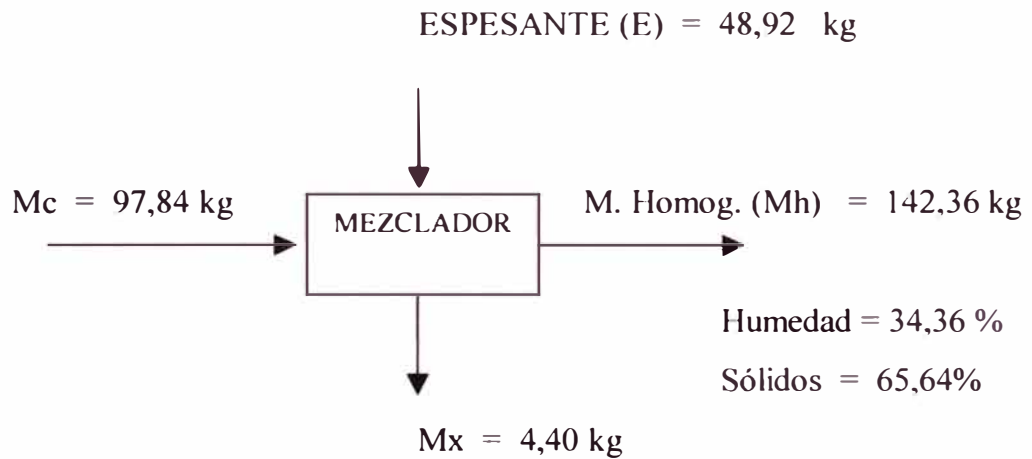 ESPESANTE (E) = 48,92 kg
Mc = 97,84 kg
MEZCLADOR
M. Homog. (Mh) = 142,36 kg
Humedad = 34,36 %
Sólidos = 65,64%
Mx = 4,40 kg